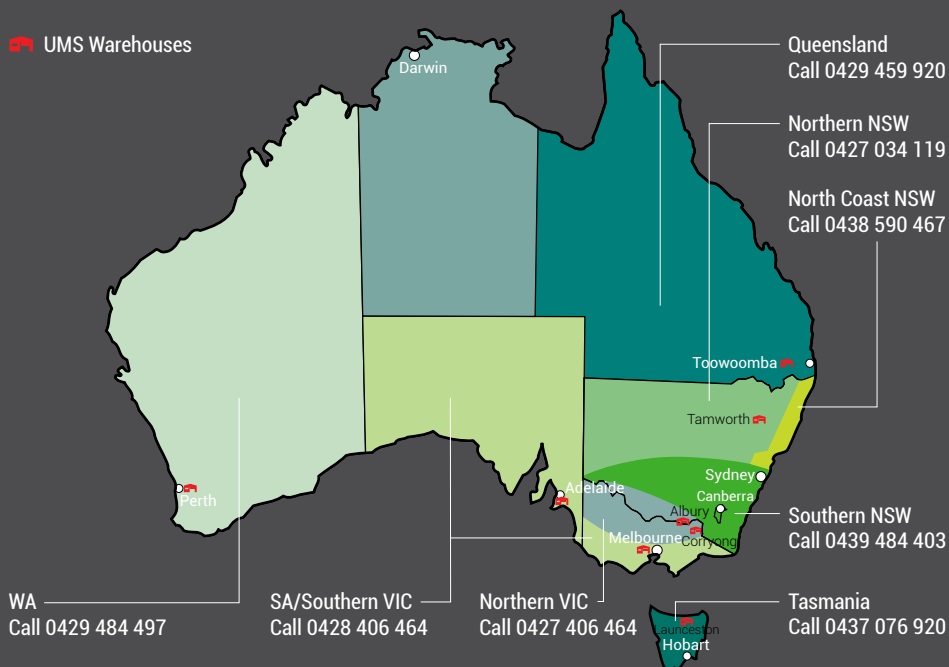 UMS Warehouses
Darwin
Queensland
Call 0429 459 920
Northern NSW
Call 0427 034 119
North Coast NSW
Call 0438 590 467
Toowoomba
Tamworth
Sydney
Canberra
Adelaide
Perth
Albury
Corryong
Melbourne
Southern NSW
Call 0439 484 403
WA
Call 0429 484 497
SA/Southern VIC
Call 0428 406 464
Northern VIC
Call 0427 406 464
Tasmania
Call 0437 076 920
Launceston
Hobart